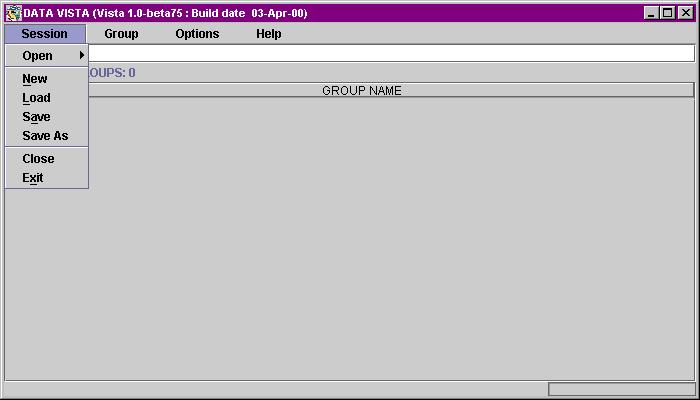 DATA VISTA (Vista 1.0-beta75 : Build date 03-Apr-00)
Session Group Options Help
Open
OUPS: 0
New
GROUP NAME
Load
Save
Save As
Close
Exit